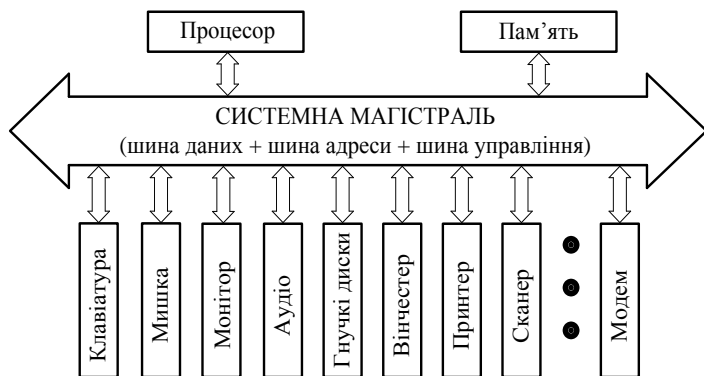 Процесор
Пам’ять
СИСТЕМНА МАГІСТРАЛЬ
(шина даних + шина адреси + шина управління)
Клавіатура
Мишка
Монітор
Аудіо
Гнучкі диски
Вінчестер
Принтер
Сканер
Модем